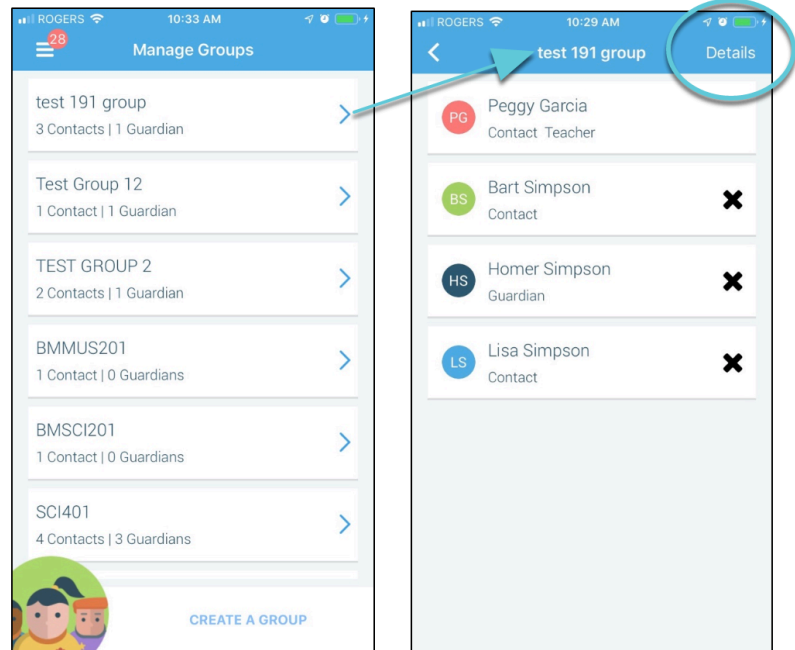 ROGERS 10:33 AM
28
Manage Groups
test 191 group
3 Contacts | 1 Guardian
Test Group 12
1 Contact | 1 Guardian
TEST GROUP 2
2 Contacts | 1 Guardian
BMMUS201
1 Contact | 0 Guardians
BMSCI201
1 Contact | 0 Guardians
SCI401
4 Contacts | 3 Guardians
CREATE A GROUP
ROGERS 10:29 AM
test 191 group Details
PG
Peggy Garcia
Contact Teacher
BS
Bart Simpson
Contact
HS
Homer Simpson
Guardian
LS
Lisa Simpson
Contact